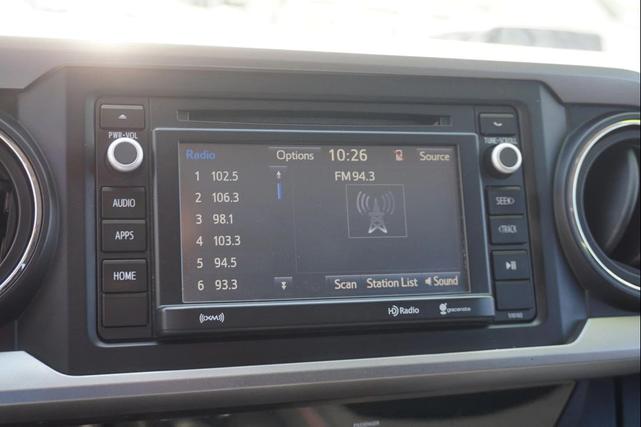 PWR·VOL
TUNE·SCROLL
Radio Options 10:26 Source
1 102.5
2 106.3
3 98.1
4 103.3
5 94.5
6 93.3
FM 94.3
Scan Station List Sound
AUDIO
APPS
HOME
SEEK>
<TRACK
((XM))
HD Radio
gracenote
PASSENGER